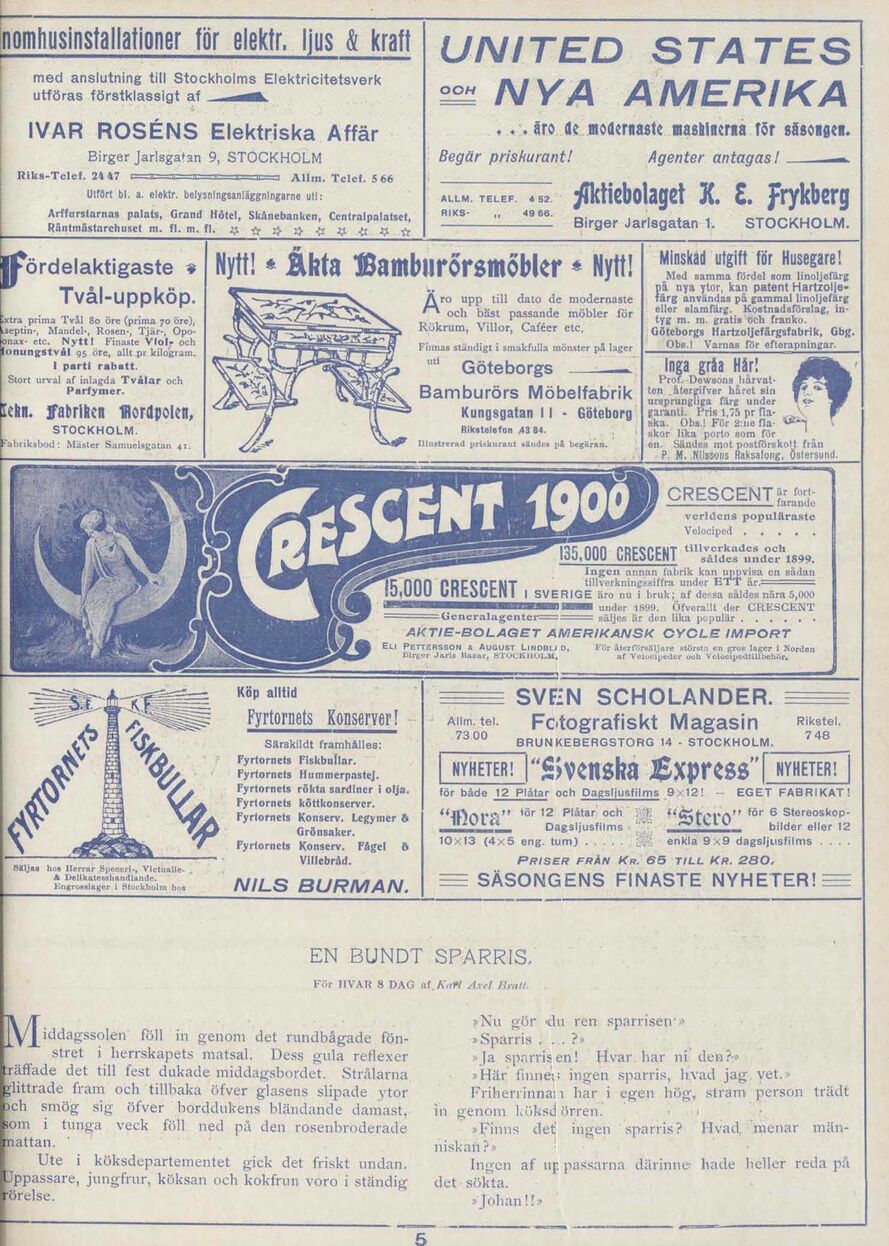 nomhusinstallationer för elektr. ljus & kraft
med anslutning till Stockholms Elektricitetsverk
utföras förstklassigt af
IVAR ROSÉNS Elektriska Affär
Birger Jarlsgatan 9, STOCKHOLM
Riks-Telef. 24 47 Allm. Telef. 5 66
Utfört bl. a. elektr. belysningsanläggningarne uti:
Arffurstarnas palats, Grand Hôtel, Skånebanken, Centralpalatset,
Räntmästarehuset m. fl. m. fl.
UNITED STATES
OCH NYA AMERIKA
. . . äro de modernaste maskinerna för säsongen.
Begär priskurant! Agenter antagas!
ALLM. TELEF. 4 52.
RIKS- „ 49 66.
Aktiebolaget K. E. Frykberg
Birger Jarlsgatan 1. STOCKHOLM.
Fördelaktigaste
Tvål-uppköp.
Extra prima Tvål 80 öre (prima 70 öre),
Aseptin-, Mandel-, Rosen-, Tjär-, Opo-
onax- etc. Nytt! Finaste Viol- och
Honungstvål 95 öre, allt pr kilogram.
I parti rabatt.
Stort urval af inlagda Tvålar och
Parfymer.
Tekn. Fabriken Nordpolen,
STOCKHOLM.
Fabriksbod: Mäster Samuelsgatan 41.
Nytt! * Äkta Bamburörsmöbler * Nytt!
Äro upp till dato de modernaste
och bäst passande möbler för
Rökrum, Villor, Caféer etc.
Finnas ständigt i smakfulla mönster på lager
uti
Göteborgs
Bamburörs Möbelfabrik
Kungsgatan 11 - Göteborg
Rikstelefon 43 84.
Illustrerad priskurant sändes på begäran.
Minskad utgift för Husegare!
Med samma fördel som linoljefärg
på nya ytor, kan patent Hartzolje-
färg användas på gammal linoljefärg
eller slamfärg. Kostnadsförslag, in-
tyg m. m. gratis och franko.
Göteborgs Hartzoljefärgsfabrik, Gbg.
Obs.! Varnas för efterapningar.
Inga gråa Hår!
Prof. Dewsons hårvat-
ten återgifver håret sin
ursprungliga färg under
garanti. Pris 1,75 pr fla-
ska. Obs.! För 2:ne fla-
skor lika porto som för
en. Sändes mot postförskott från
P. M. Nilssons Raksalong, Östersund.
CRESCENT 1900
CRESCENT är fort-
farande
verldens populäraste
Velociped . . . . .
135,000 CRESCENT tillverkades och
såldes under 1899.
Ingen annan fabrik kan uppvisa en sådan
tillverkningssiffra under ETT år.
15,000 CRESCENT I SVERIGE äro nu i bruk; af dessa såldes nära 5,000
under 1899. Öfverallt der CRESCENT
Generalagenter säljes är den lika populär . . . . . .
AKTIE-BOLAGET AMERIKANSK CYCLE IMPORT
ELI PETTERSSON & AUGUST LINDBLAD,
Birger Jarls Bazar, STOCKHOLM,
För återförsäljare största en gros lager i Norden
af Velocipeder och Velocipedtillbehör.
S.F. K.F.
FYRTORNETS FISKBULLAR
Säljas hos Herrar Speceri-, Victualie-
& Delikatesshandlande.
Engrosslager i Stockholm hos
Köp alltid
Fyrtornets Konserver!
Särskildt framhålles:
Fyrtornets Fiskbullar.
Fyrtornets Hummerpastej.
Fyrtornets rökta sardiner i olja.
Fyrtornets köttkonserver.
Fyrtornets Konserv. Legymer &
Grönsaker.
Fyrtornets Konserv. Fågel &
Villebråd.
NILS BURMAN.
SVEN SCHOLANDER.
Allm. tel.
73 00
Fotografiskt Magasin
Rikstel.
7 48
BRUNKEBERGSTORG 14 - STOCKHOLM.
NYHETER! "Svenska Express" NYHETER!
för både 12 Plåtar och Dagsljusfilms 9×12! — EGET FABRIKAT!
"Nora" för 12 Plåtar och
Dagsljusfilms
10×13 (4×5 eng. tum) . . . . .
"Stereo" för 6 Stereoskop-
bilder eller 12
enkla 9×9 dagsljusfilms . . . .
PRISER FRÅN KR. 65 TILL KR. 280.
SÄSONGENS FINASTE NYHETER!
EN BUNDT SPARRIS.
För HVAR 8 DAG af Karl Axel Bratt.
Middagssolen föll in genom det rundbågade fön-
stret i herrskapets matsal. Dess gula reflexer
träffade det till fest dukade middagsbordet. Strålarna
glittrade fram och tillbaka öfver glasens slipade ytor
och smög sig öfver borddukens bländande damast,
som i tunga veck föll ned på den rosenbroderade
mattan.
Ute i köksdepartementet gick det friskt undan.
Uppassare, jungfrur, köksan och kokfrun voro i ständig
rörelse.
»Nu gör du ren sparrisen»
»Sparris . . . ?»
»Ja sparrisen! Hvar har ni den?»
»Här finnes ingen sparris, hvad jag vet.»
Friherrinnan har i egen hög, stram person trädt
in genom köksdörren.
»Finns det ingen sparris? Hvad menar män-
niskan?»
Ingen af uppassarna därinne hade heller reda på
det sökta.
»Johan!!»
5